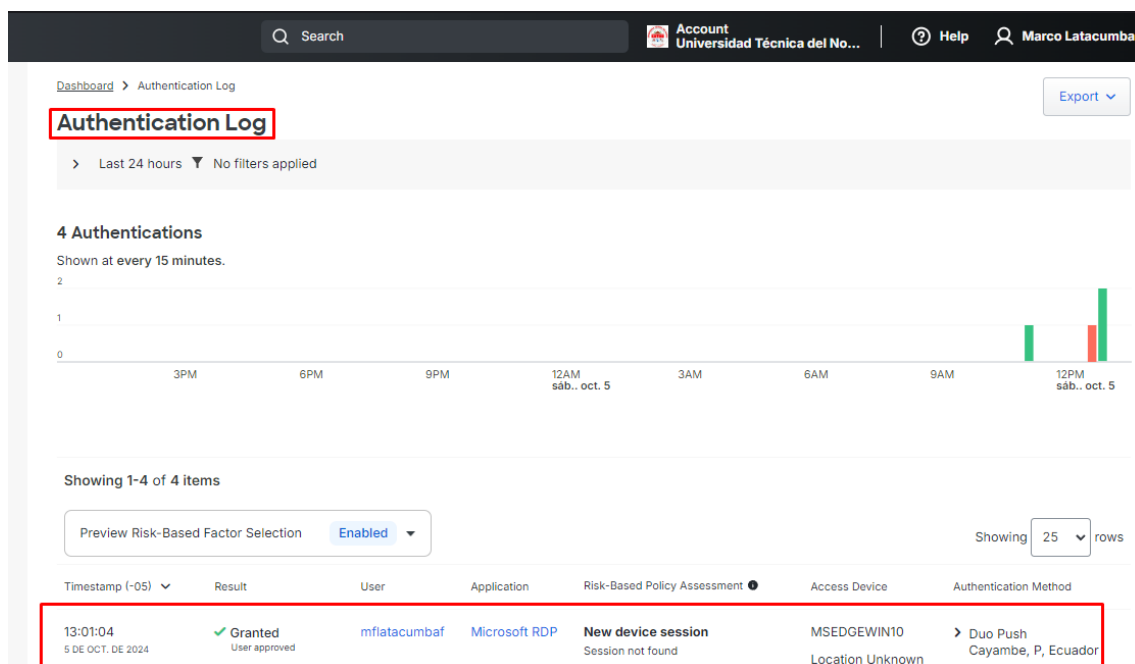 Search
Account
Universidad Técnica del No...
Help
Marco Latacumba
Dashboard > Authentication Log
Export
Authentication Log
Last 24 hours No filters applied
4 Authentications
Shown at every 15 minutes.
2
1
0
3PM 6PM 9PM 12AM 3AM 6AM 9AM 12PM
sáb.. oct. 5 sáb.. oct. 5
Showing 1-4 of 4 items
Preview Risk-Based Factor Selection Enabled
Showing 25 rows
Timestamp (-05) Result User Application Risk-Based Policy Assessment Access Device Authentication Method
13:01:04 Granted mflatacumbaf Microsoft RDP New device session MSEDGEWIN10 > Duo Push
5 DE OCT. DE 2024 User approved Session not found Cayambe, P, Ecuador
Location Unknown